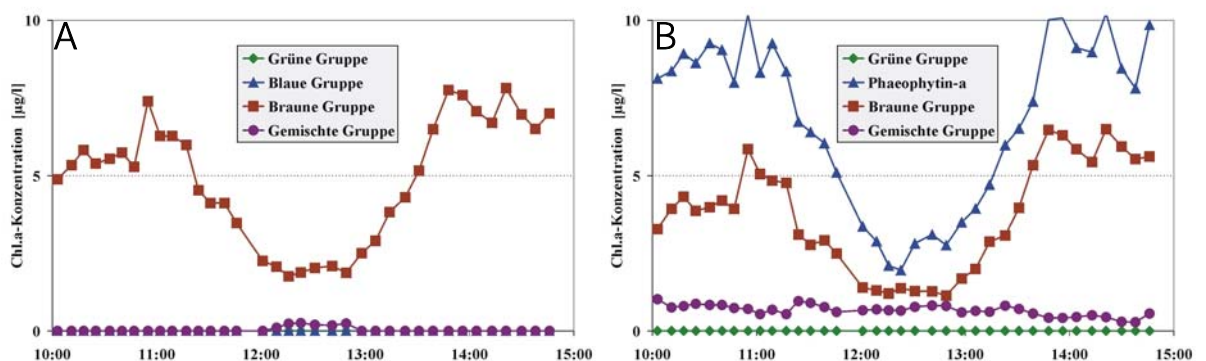 A
Chl.a-Konzentration [µg/l]
10
5
0
Grüne Gruppe
Blaue Gruppe
Braune Gruppe
Gemischte Gruppe
10:00 11:00 12:00 13:00 14:00 15:00
B
Chl.a-Konzentration [µg/l]
10
5
0
Grüne Gruppe
Phaeophytin-a
Braune Gruppe
Gemischte Gruppe
10:00 11:00 12:00 13:00 14:00 15:00